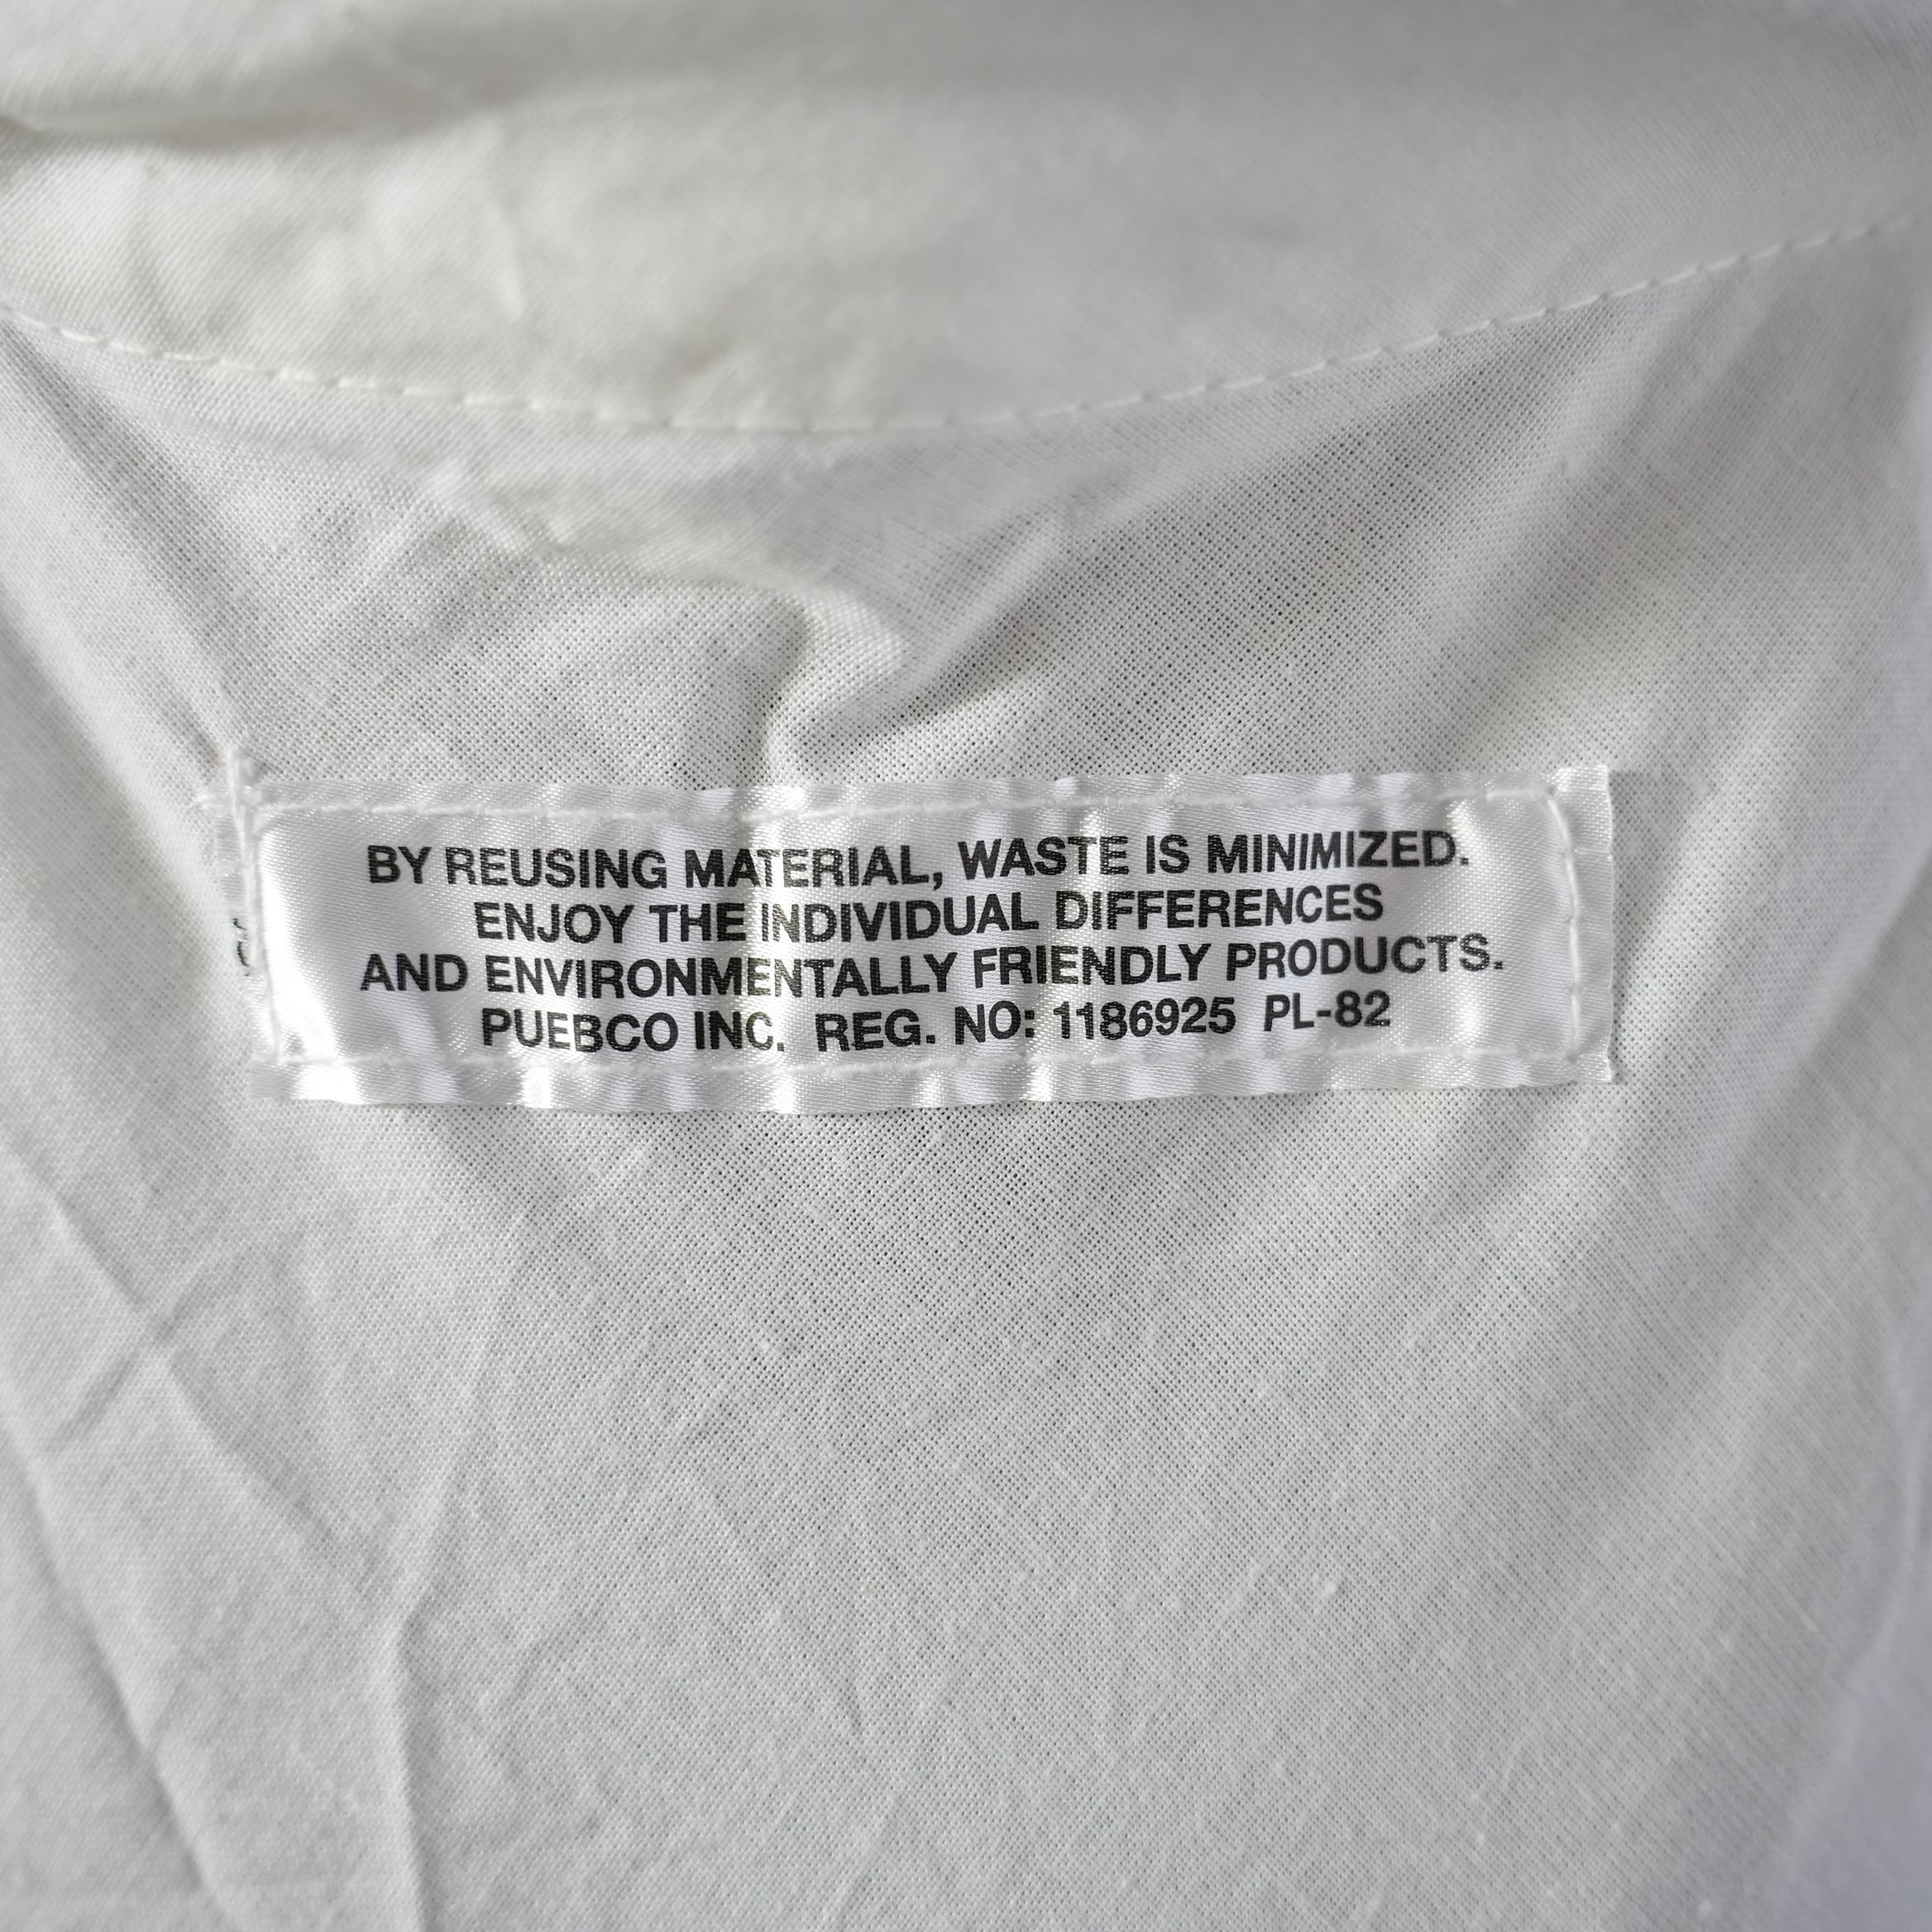 BY REUSING MATERIAL, WASTE IS MINIMIZED.
ENJOY THE INDIVIDUAL DIFFERENCES
AND ENVIRONMENTALLY FRIENDLY PRODUCTS.
PUEBCO INC. REG. NO: 1186925 PL-82